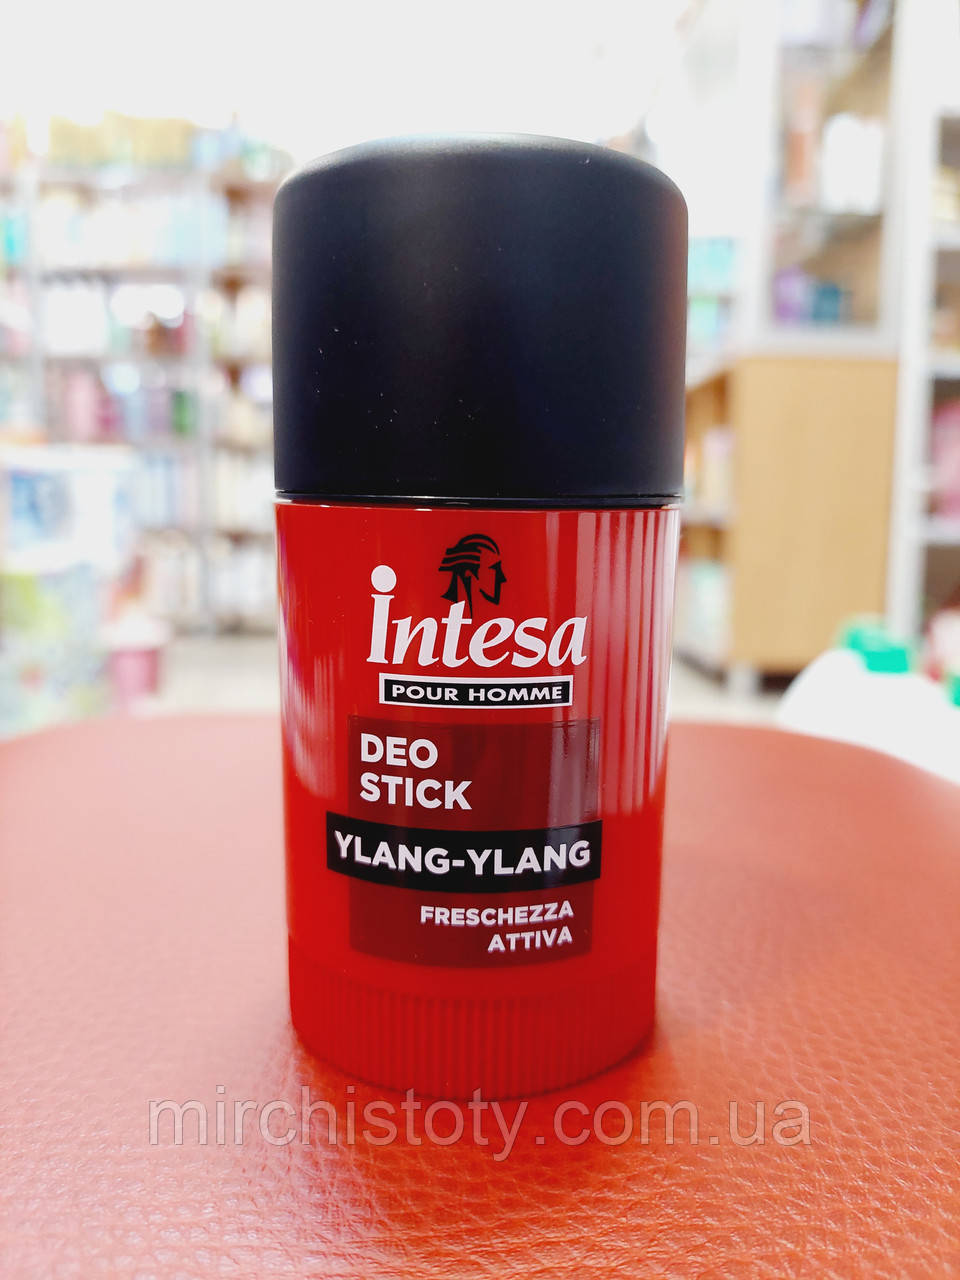 intesa
POUR HOMME
DEO
STICK
YLANG-YLANG
FRESCHEZZA
ATTIVA
mirchistoty.com.ua